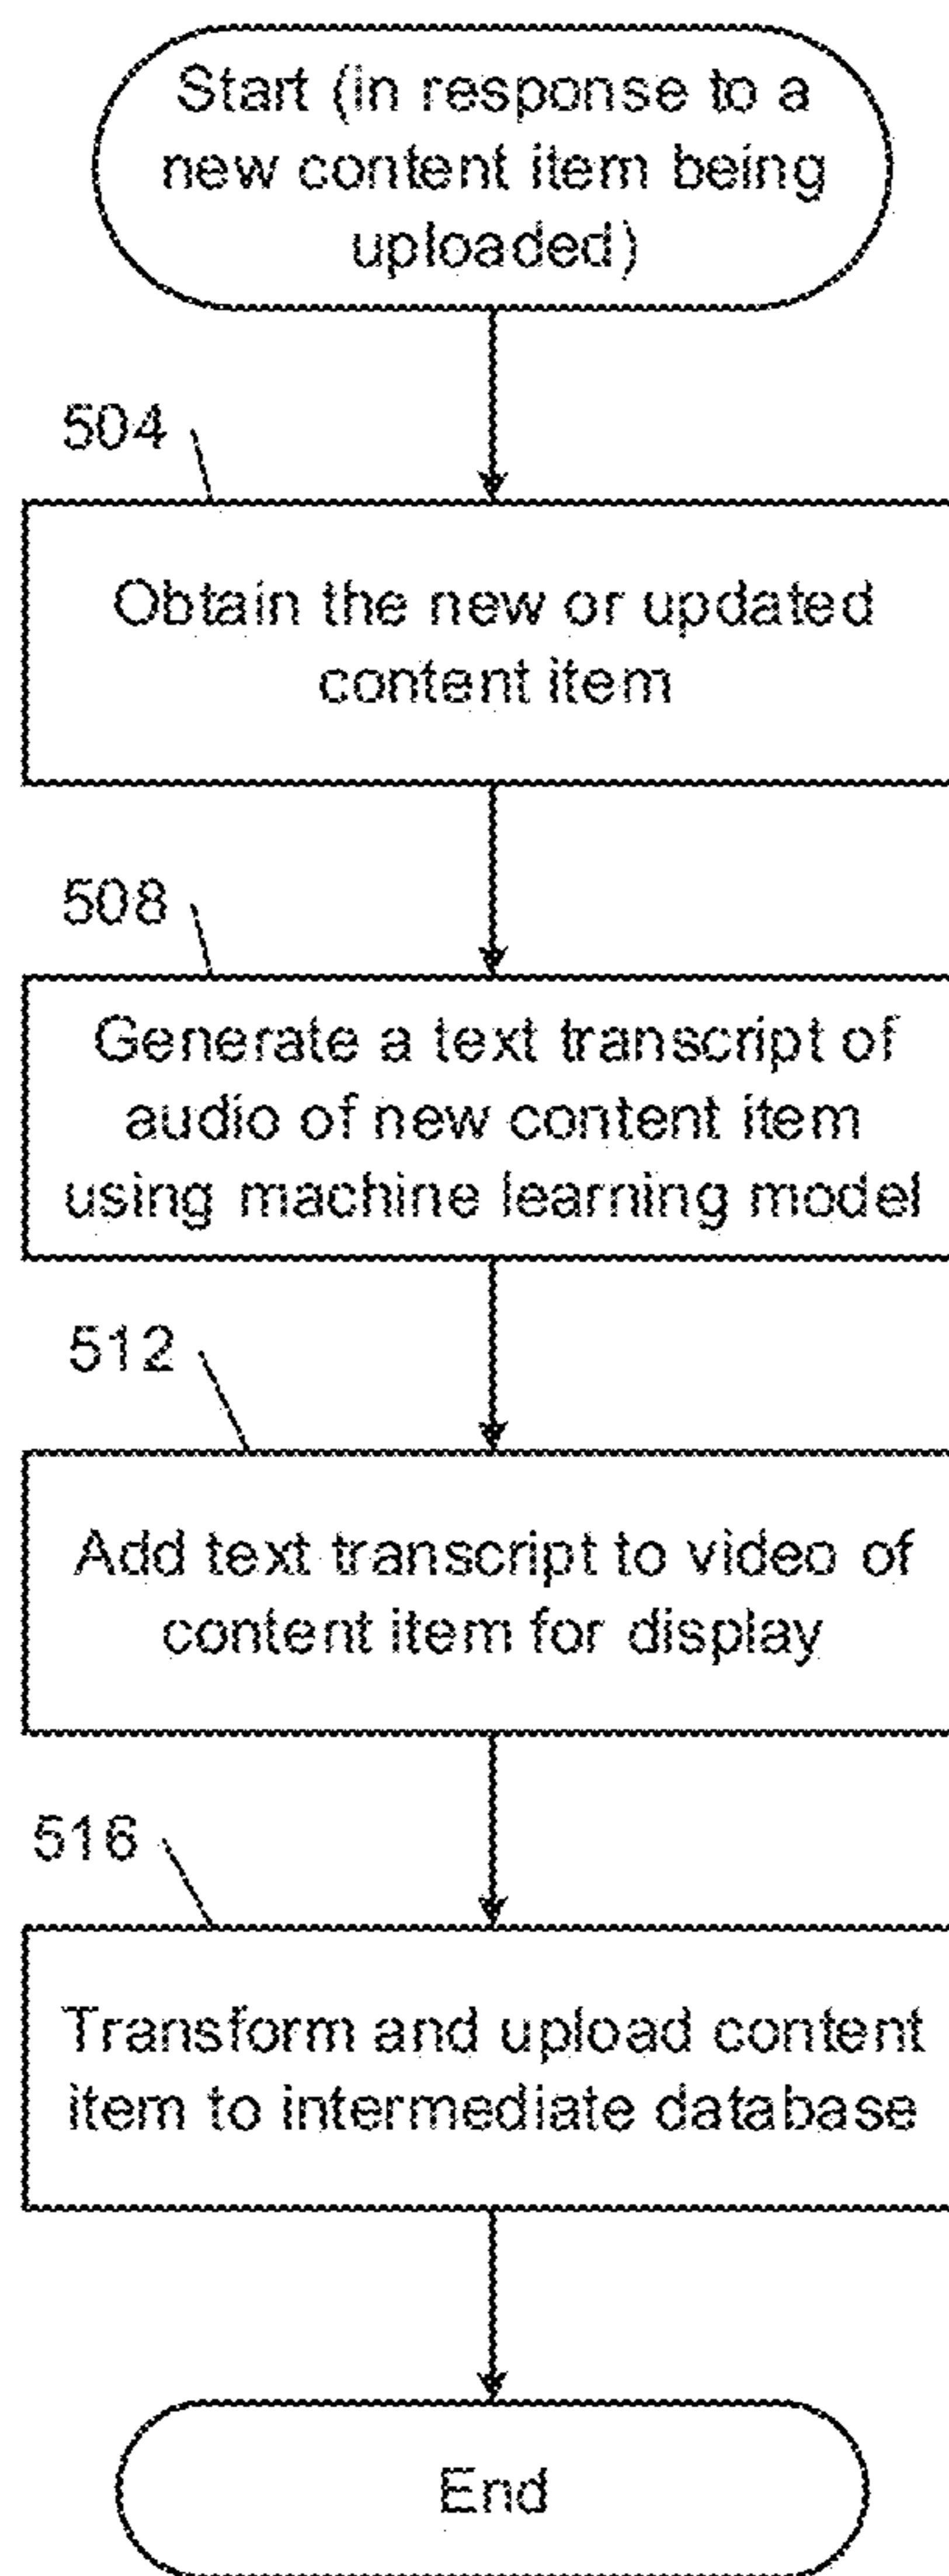 Start (in response to a
new content item being
uploaded)
504
Obtain the new or updated
content item
508
Generate a text transcript of
audio of new content item
using machine learning model
512
Add text transcript to video of
content item for display
516
Transform and upload content
item to intermediate database
End